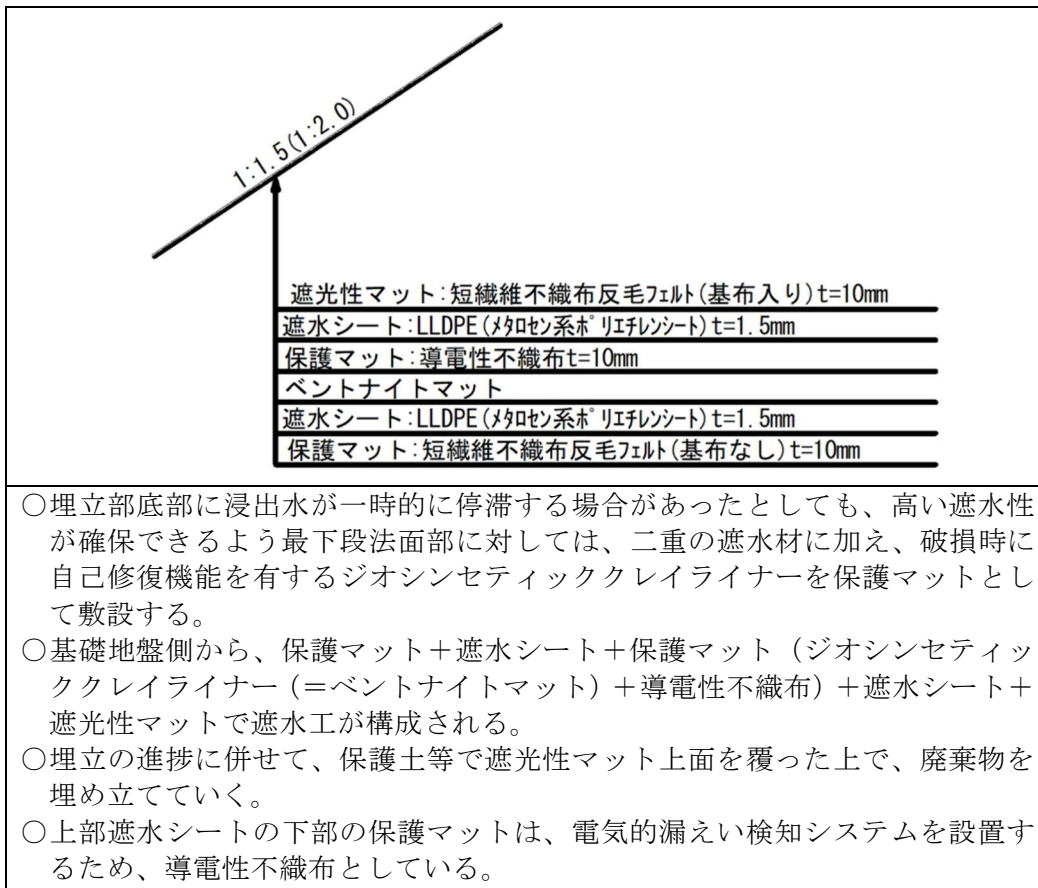 1:1.5(1:2.0)
遮光性マット:短繊維不織布反毛フェルト(基布入り)t=10mm
遮水シート:LLDPE(メタロセン系ポリエチレンシート)t=1.5mm
保護マット:導電性不織布t=10mm
ベントナイトマット
遮水シート:LLDPE(メタロセン系ポリエチレンシート)t=1.5mm
保護マット:短繊維不織布反毛フェルト(基布なし)t=10mm
○埋立部底部に浸出水が一時的に停滞する場合があったとしても、高い遮水性
が確保できるよう最下段法面部に対しては、二重の遮水材に加え、破損時に
自己修復機能を有するジオシンセティッククレイライナーを保護マットとし
て敷設する。
○基礎地盤側から、保護マット＋遮水シート＋保護マット（ジオシンセティッ
ククレイライナー（＝ベントナイトマット）＋導電性不織布）＋遮水シート＋
遮光性マットで遮水工が構成される。
○埋立の進捗に併せて、保護土等で遮光性マット上面を覆った上で、廃棄物を
埋め立てていく。
○上部遮水シートの下部の保護マットは、電気的漏えい検知システムを設置す
るため、導電性不織布としている。